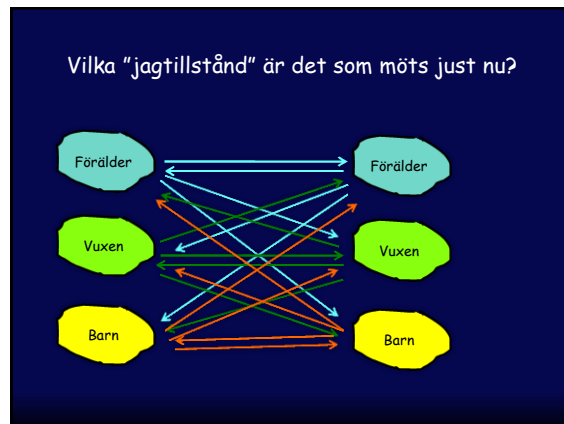 Vilka ”jagtillstånd” är det som möts just nu?
Förälder
Förälder
Vuxen
Vuxen
Barn
Barn